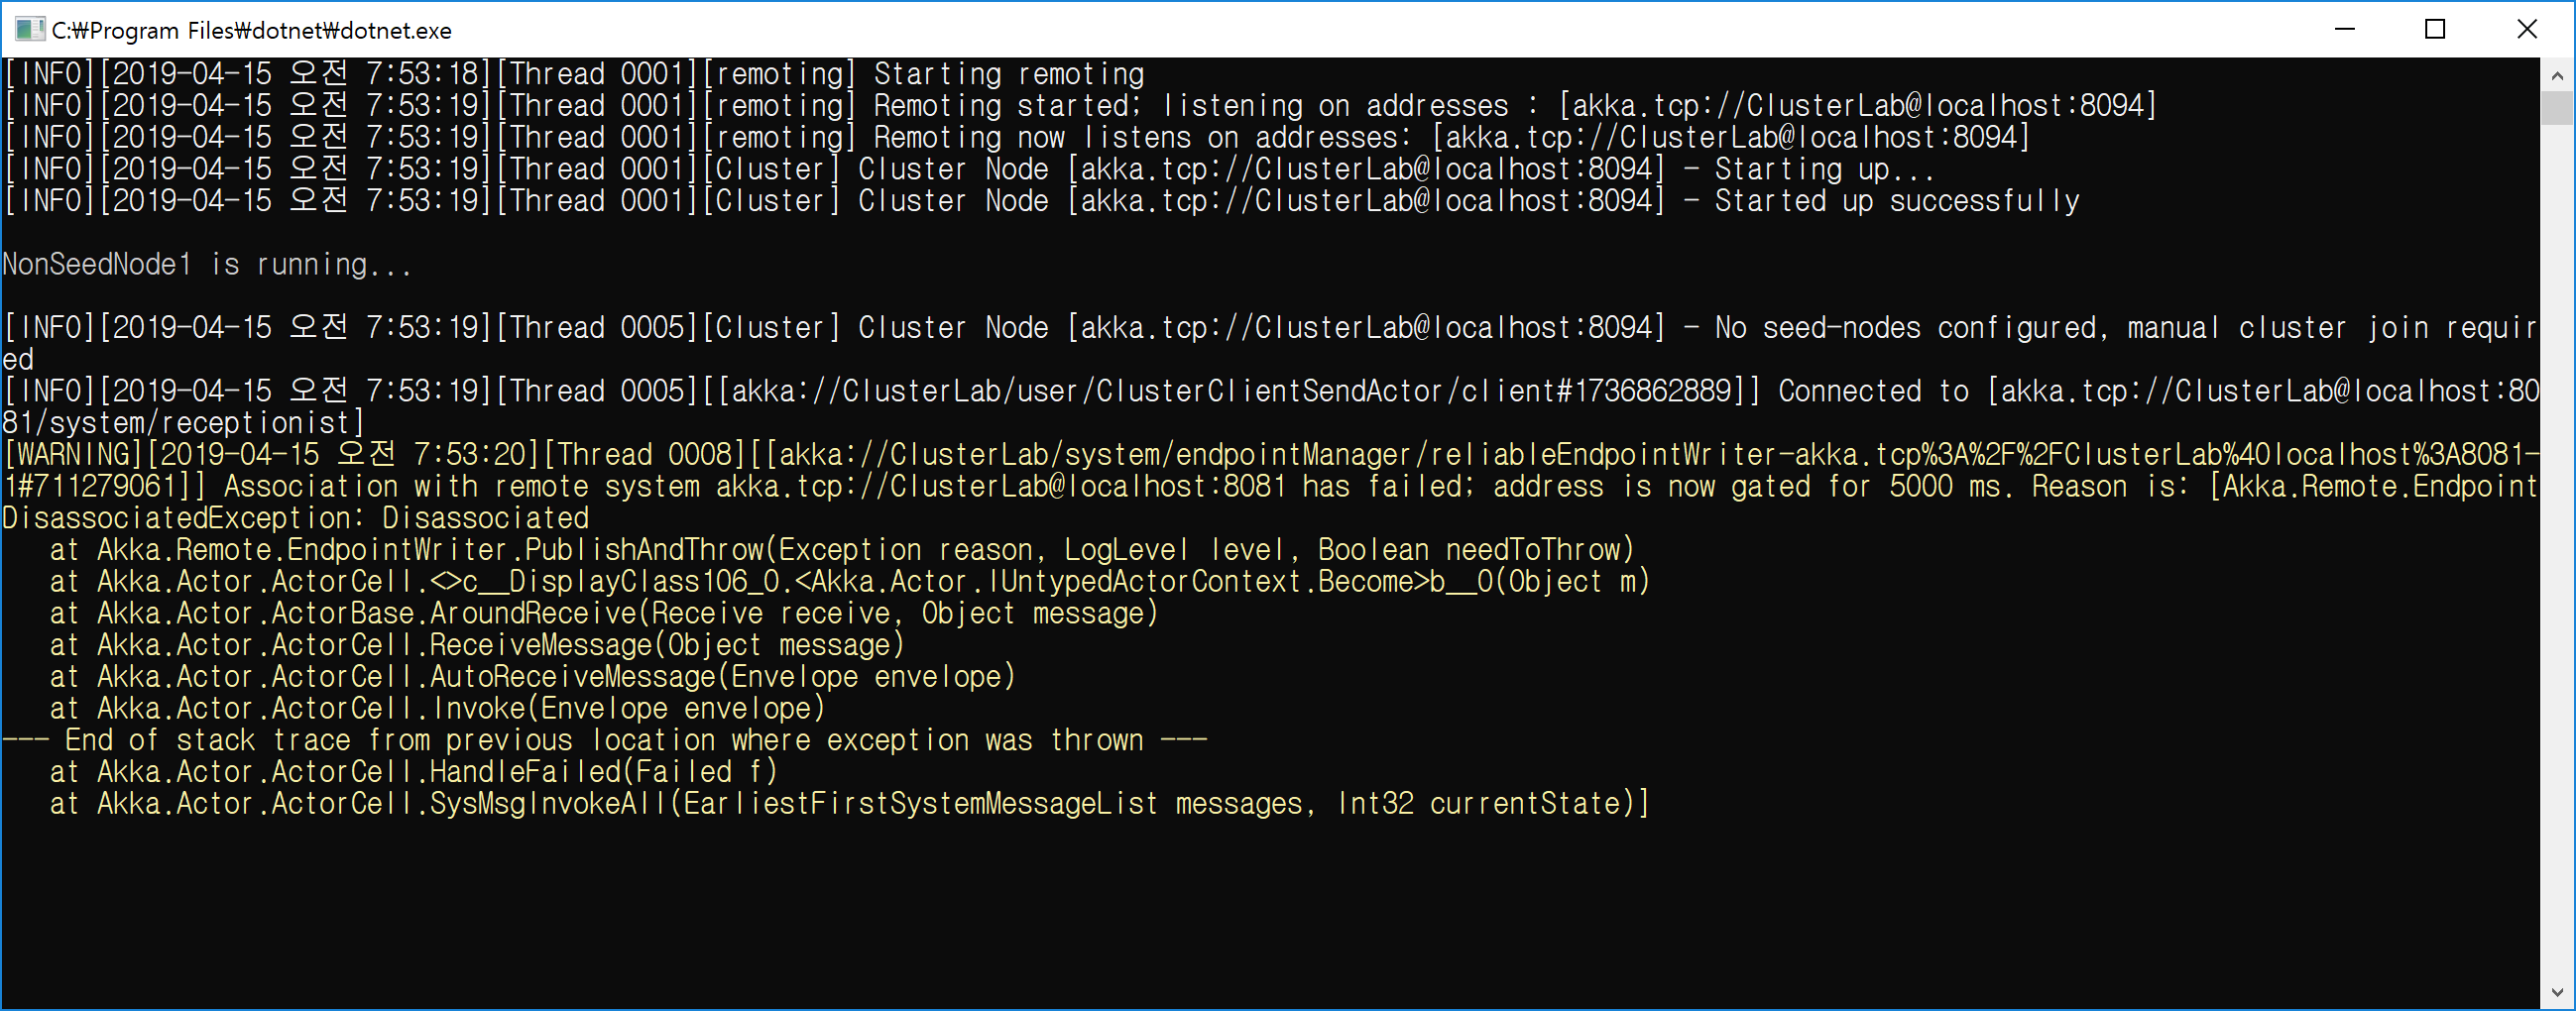 C:₩Program Files₩dotnet₩dotnet.exe
[INFO][2019-04-15 오전 7:53:18][Thread 0001][remoting] Starting remoting
[INFO][2019-04-15 오전 7:53:19][Thread 0001][remoting] Remoting started; listening on addresses : [akka.tcp://ClusterLab@localhost:8094]
[INFO][2019-04-15 오전 7:53:19][Thread 0001][remoting] Remoting now listens on addresses: [akka.tcp://ClusterLab@localhost:8094]
[INFO][2019-04-15 오전 7:53:19][Thread 0001][Cluster] Cluster Node [akka.tcp://ClusterLab@localhost:8094] - Starting up...
[INFO][2019-04-15 오전 7:53:19][Thread 0001][Cluster] Cluster Node [akka.tcp://ClusterLab@localhost:8094] - Started up successfully
NonSeedNode1 is running...
[INFO][2019-04-15 오전 7:53:19][Thread 0005][Cluster] Cluster Node [akka.tcp://ClusterLab@localhost:8094] - No seed-nodes configured, manual cluster join requir
ed
[INFO][2019-04-15 오전 7:53:19][Thread 0005][[akka://ClusterLab/user/ClusterClientSendActor/client#1736862889]] Connected to [akka.tcp://ClusterLab@localhost:80
81/system/receptionist]
[WARNING][2019-04-15 오전 7:53:20][Thread 0008][[akka://ClusterLab/system/endpointManager/reliableEndpointWriter-akka.tcp%3A%2F%2FClusterLab%40localhost%3A8081-
1#711279061]] Association with remote system akka.tcp://ClusterLab@localhost:8081 has failed; address is now gated for 5000 ms. Reason is: [Akka.Remote.Endpoint
DisassociatedException: Disassociated
   at Akka.Remote.EndpointWriter.PublishAndThrow(Exception reason, LogLevel level, Boolean needToThrow)
   at Akka.Actor.ActorCell.<>c__DisplayClass106_0.<Akka.Actor.IUntypedActorContext.Become>b__0(Object m)
   at Akka.Actor.ActorBase.AroundReceive(Receive receive, Object message)
   at Akka.Actor.ActorCell.ReceiveMessage(Object message)
   at Akka.Actor.ActorCell.AutoReceiveMessage(Envelope envelope)
   at Akka.Actor.ActorCell.Invoke(Envelope envelope)
--- End of stack trace from previous location where exception was thrown ---
   at Akka.Actor.ActorCell.HandleFailed(Failed f)
   at Akka.Actor.ActorCell.SysMsgInvokeAll(EarliestFirstSystemMessageList messages, Int32 currentState)]